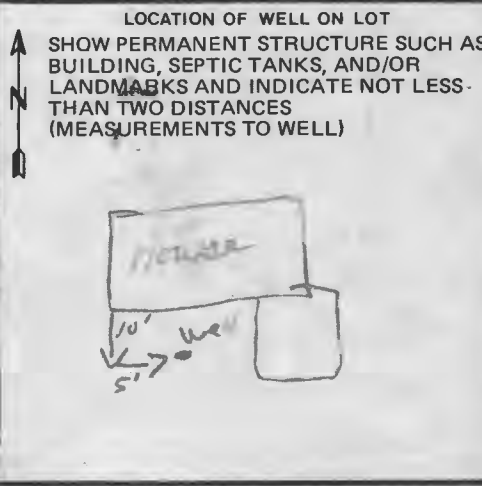 LOCATION OF WELL ON LOT
SHOW PERMANENT STRUCTURE SUCH AS
BUILDING, SEPTIC TANKS, AND/OR
LANDMARKS AND INDICATE NOT LESS
THAN TWO DISTANCES
(MEASUREMENTS TO WELL)
N
House
10' Well
5'